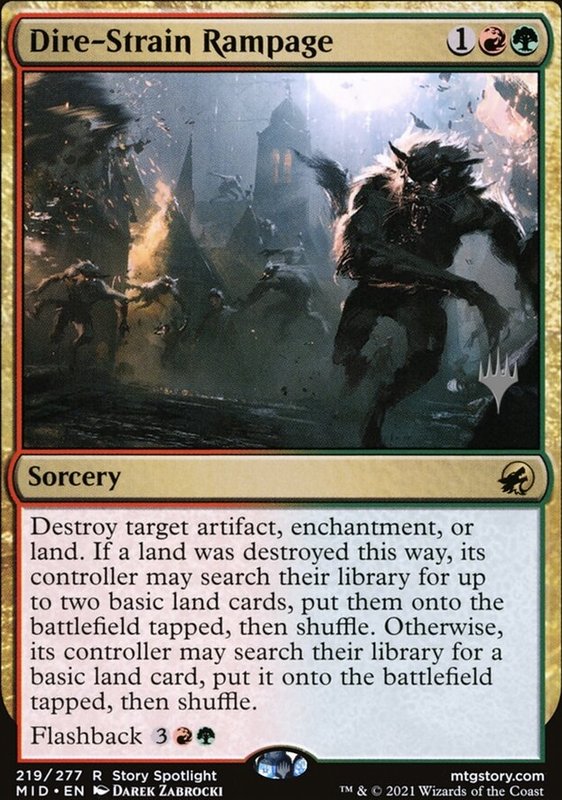 Dire-Strain Rampage 1
Sorcery
Destroy target artifact, enchantment, or
land. If a land was destroyed this way, its
controller may search their library for up
to two basic land cards, put them onto the
battlefield tapped, then shuffle. Otherwise,
its controller may search their library for a
basic land card, put it onto the battlefield
tapped, then shuffle.
Flashback 3
219/277 R Story Spotlight mtgstory.com
MID • EN Darek Zabrocki ™ & © 2021 Wizards of the Coast